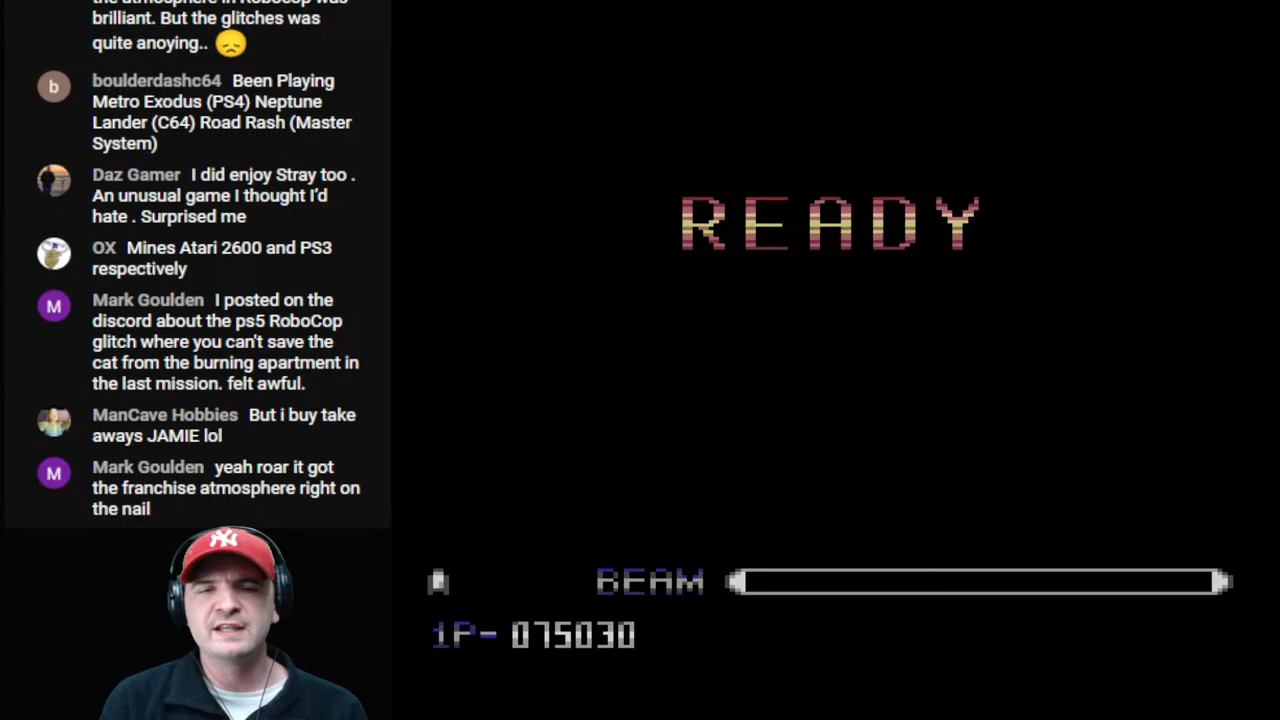 the atmosphere in Robocop was
brilliant. But the glitches was
quite anoying..
b
boulderdashc64 Been Playing
Metro Exodus (PS4) Neptune
Lander (C64) Road Rash (Master
System)
Daz Gamer I did enjoy Stray too .
An unusual game I thought I'd
hate . Surprised me
OX Mines Atari 2600 and PS3
respectively
M
Mark Goulden I posted on the
discord about the ps5 RoboCop
glitch where you can't save the
cat from the burning apartment in
the last mission. felt awful.
ManCave Hobbies But i buy take
aways JAMIE lol
M
Mark Goulden yeah roar it got
the franchise atmosphere right on
the nail
NY
READY
BEAM
1P- 075030